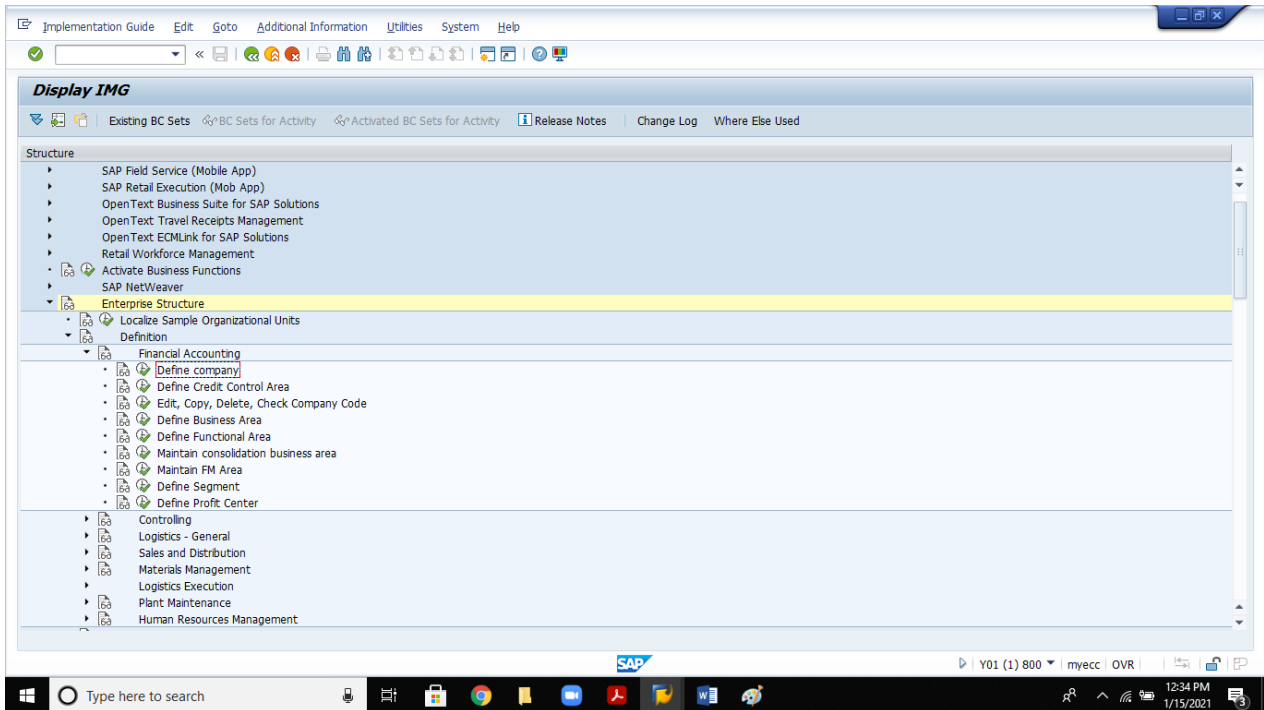 Implementation Guide Edit Goto Additional Information Utilities System Help
Display IMG
Existing BC Sets BC Sets for Activity Activated BC Sets for Activity Release Notes Change Log Where Else Used
Structure
SAP Field Service (Mobile App)
SAP Retail Execution (Mob App)
OpenText Business Suite for SAP Solutions
OpenText Travel Receipts Management
OpenText ECMLink for SAP Solutions
Retail Workforce Management
Activate Business Functions
SAP NetWeaver
Enterprise Structure
Localize Sample Organizational Units
Definition
Financial Accounting
Define company
Define Credit Control Area
Edit, Copy, Delete, Check Company Code
Define Business Area
Define Functional Area
Maintain consolidation business area
Maintain FM Area
Define Segment
Define Profit Center
Controlling
Logistics - General
Sales and Distribution
Materials Management
Logistics Execution
Plant Maintenance
Human Resources Management
SAP Y01 (1) 800 myecc OVR
Type here to search 12:34 PM
1/15/2021 3